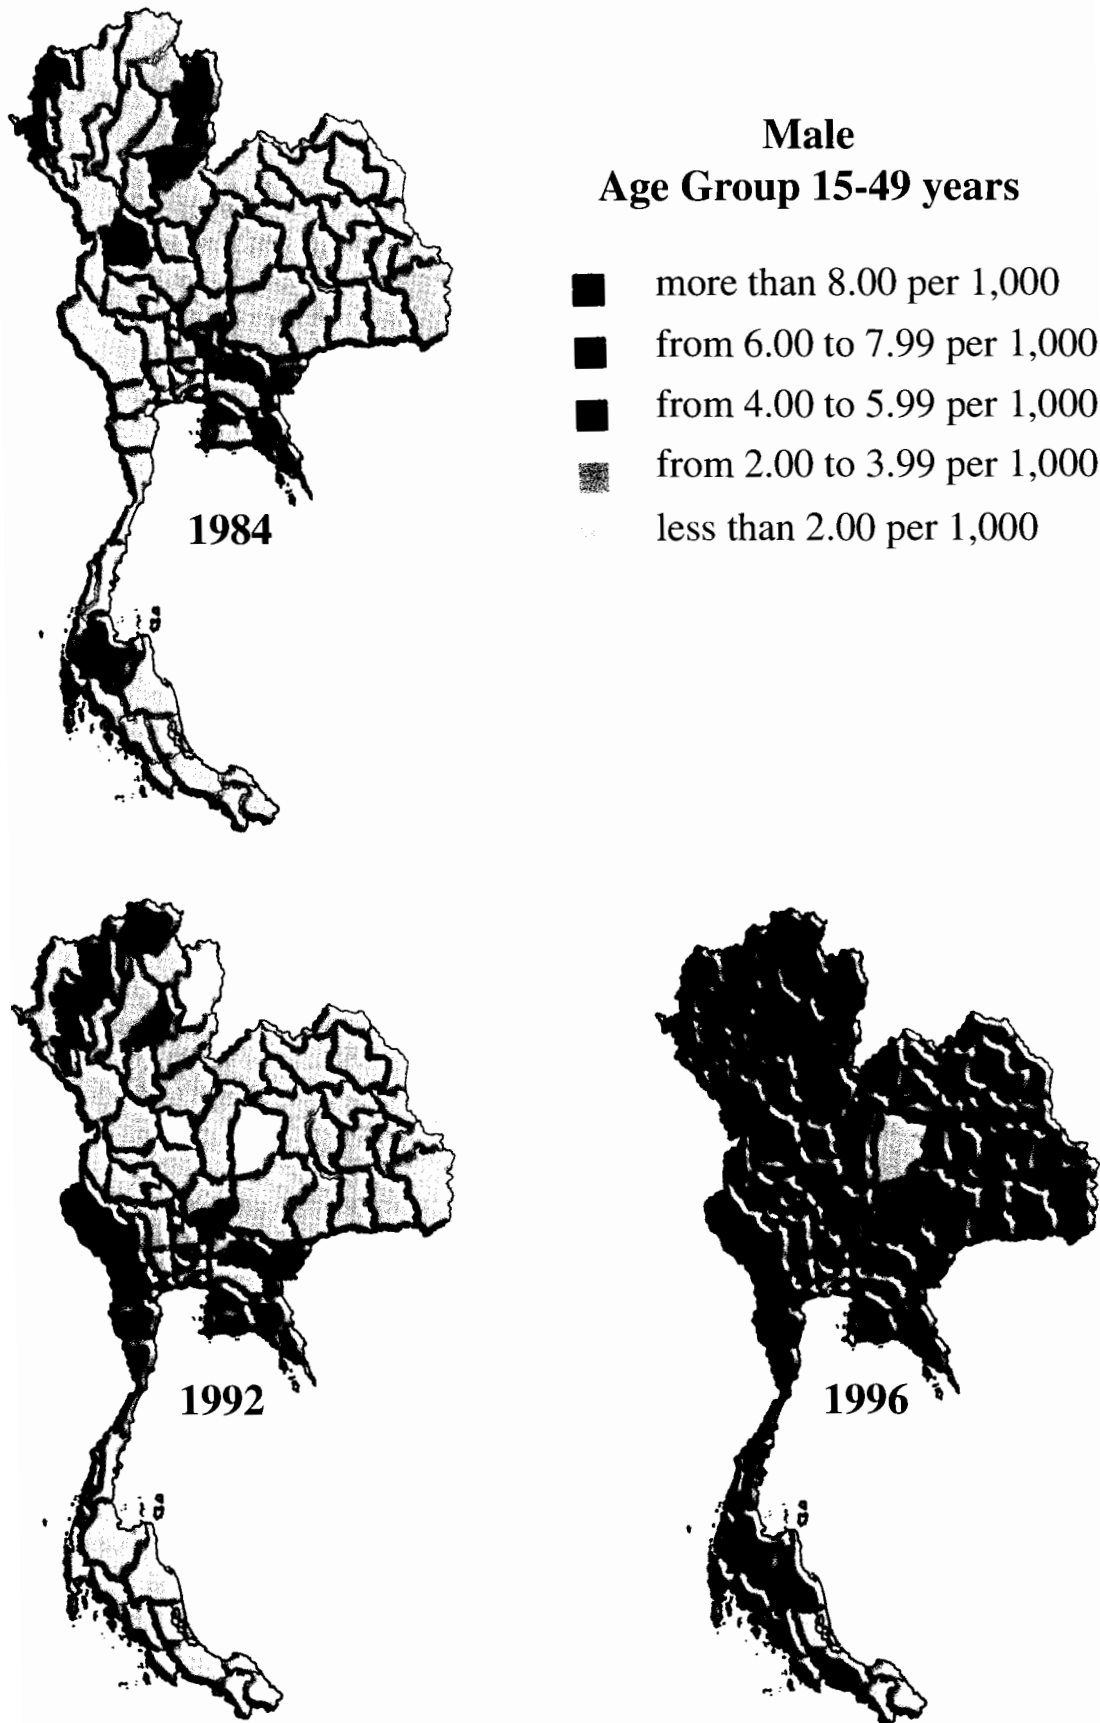 Male
Age Group 15-49 years
more than 8.00 per 1,000
from 6.00 to 7.99 per 1,000
from 4.00 to 5.99 per 1,000
from 2.00 to 3.99 per 1,000
less than 2.00 per 1,000
1984
1992
1996